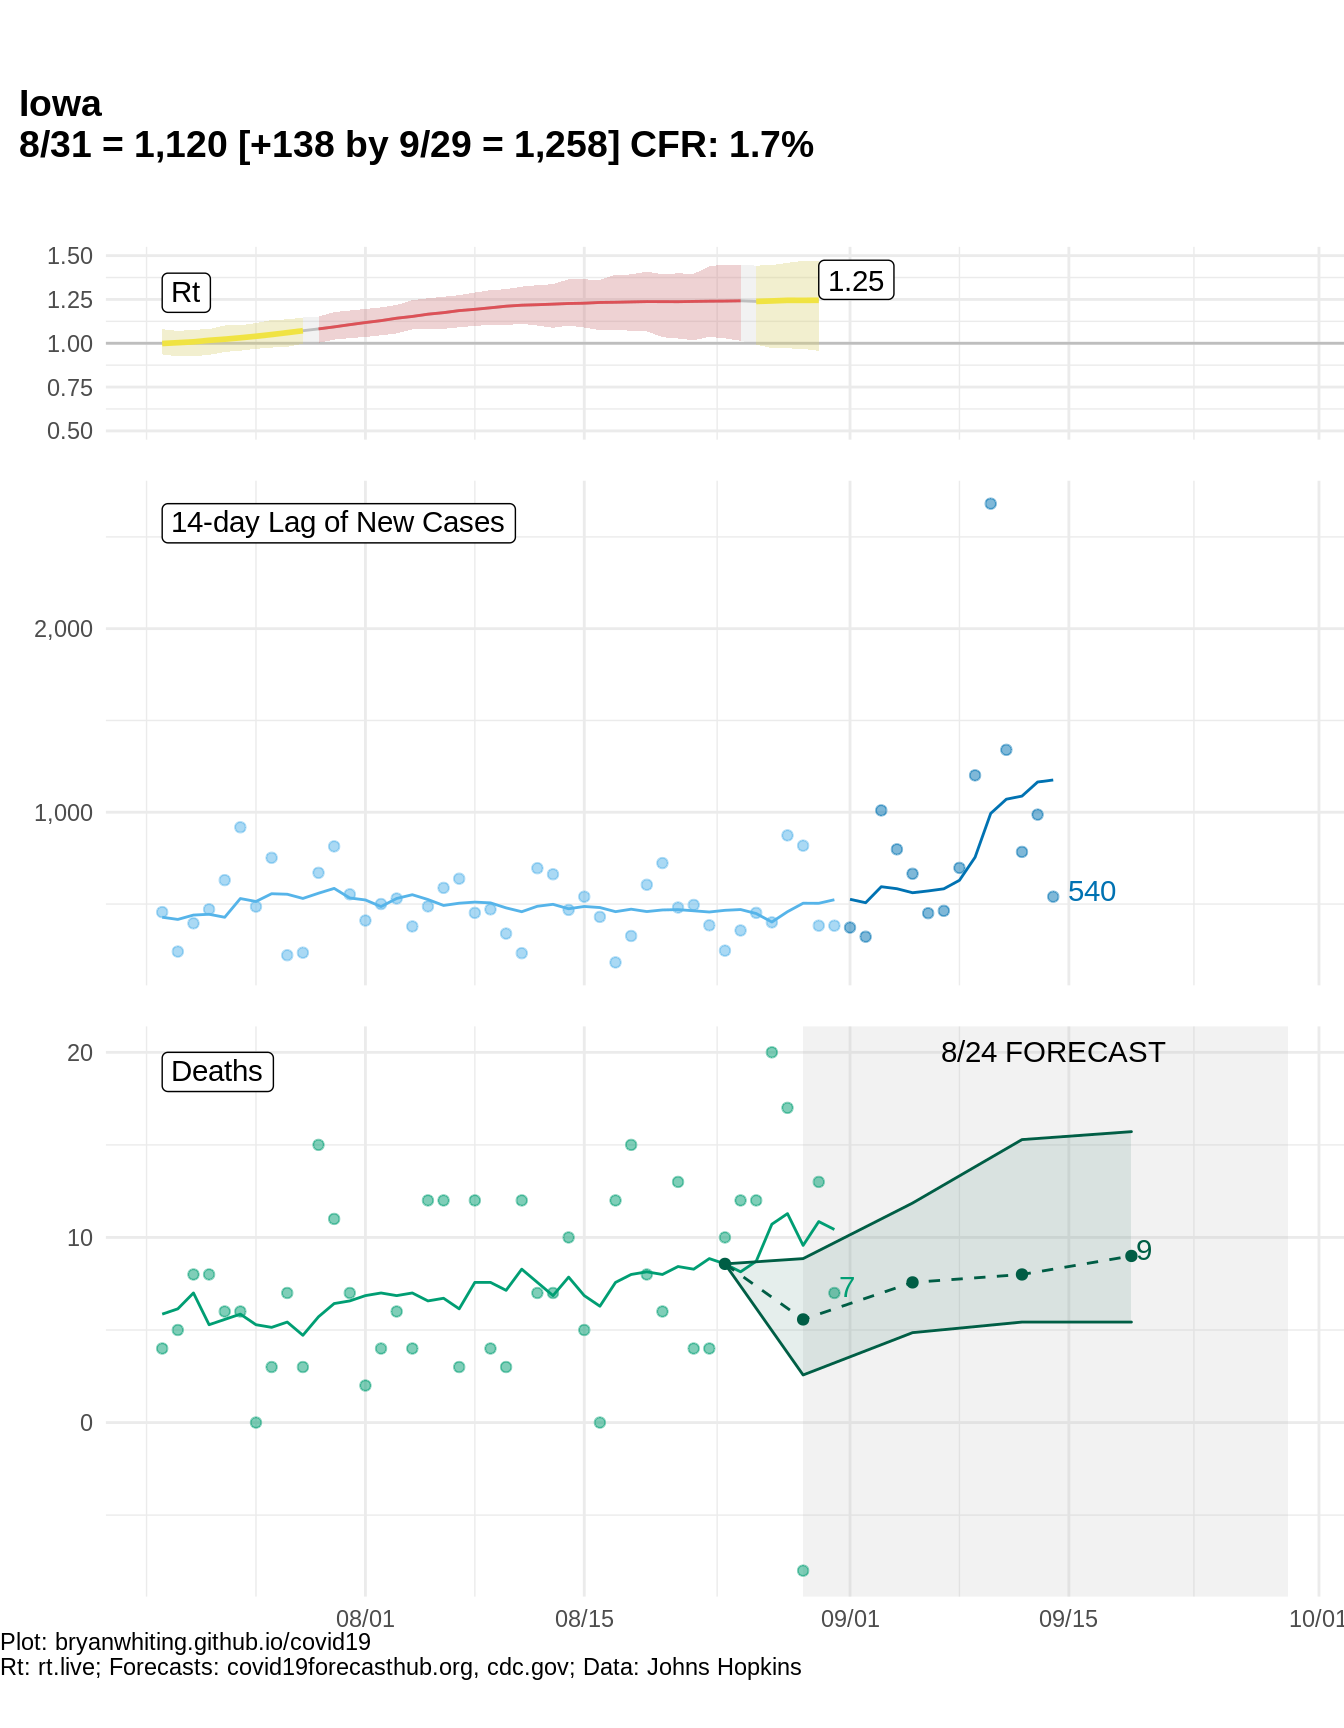 Iowa
8/31 = 1,120 [+138 by 9/29 = 1,258] CFR: 1.7%
1.50
1.25
1.00
0.75
0.50
Rt
1.25
14-day Lag of New Cases
2,000
1,000
540
20
10
0
Deaths
8/24 FORECAST
7
9
08/01
08/15
09/01
09/15
10/01
Plot: bryanwhiting.github.io/covid19
Rt: rt.live; Forecasts: covid19forecasthub.org, cdc.gov; Data: Johns Hopkins